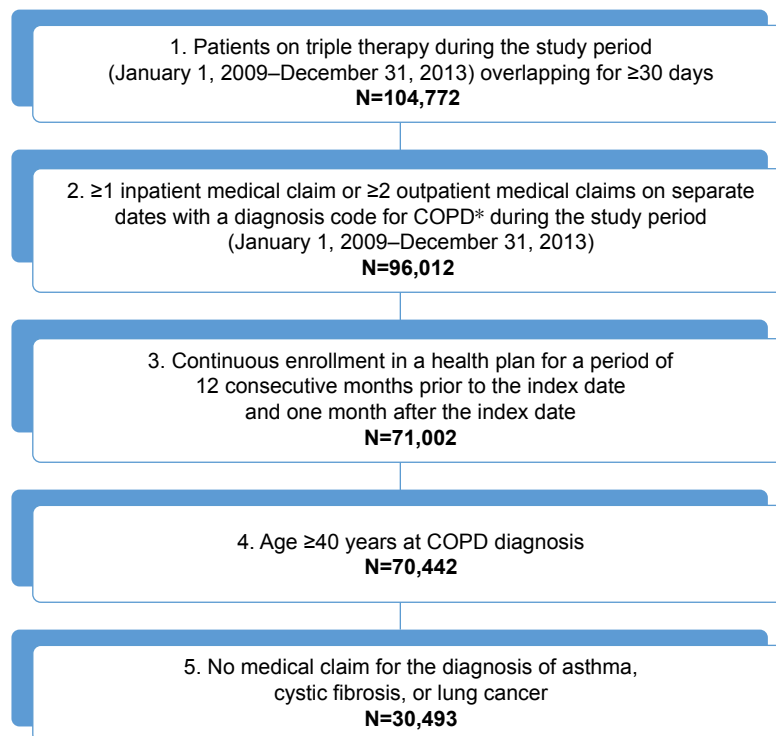 1. Patients on triple therapy during the study period
(January 1, 2009–December 31, 2013) overlapping for ≥30 days
N=104,772
2. ≥1 inpatient medical claim or ≥2 outpatient medical claims on separate
dates with a diagnosis code for COPD* during the study period
(January 1, 2009–December 31, 2013)
N=96,012
3. Continuous enrollment in a health plan for a period of
12 consecutive months prior to the index date
and one month after the index date
N=71,002
4. Age ≥40 years at COPD diagnosis
N=70,442
5. No medical claim for the diagnosis of asthma,
cystic fibrosis, or lung cancer
N=30,493